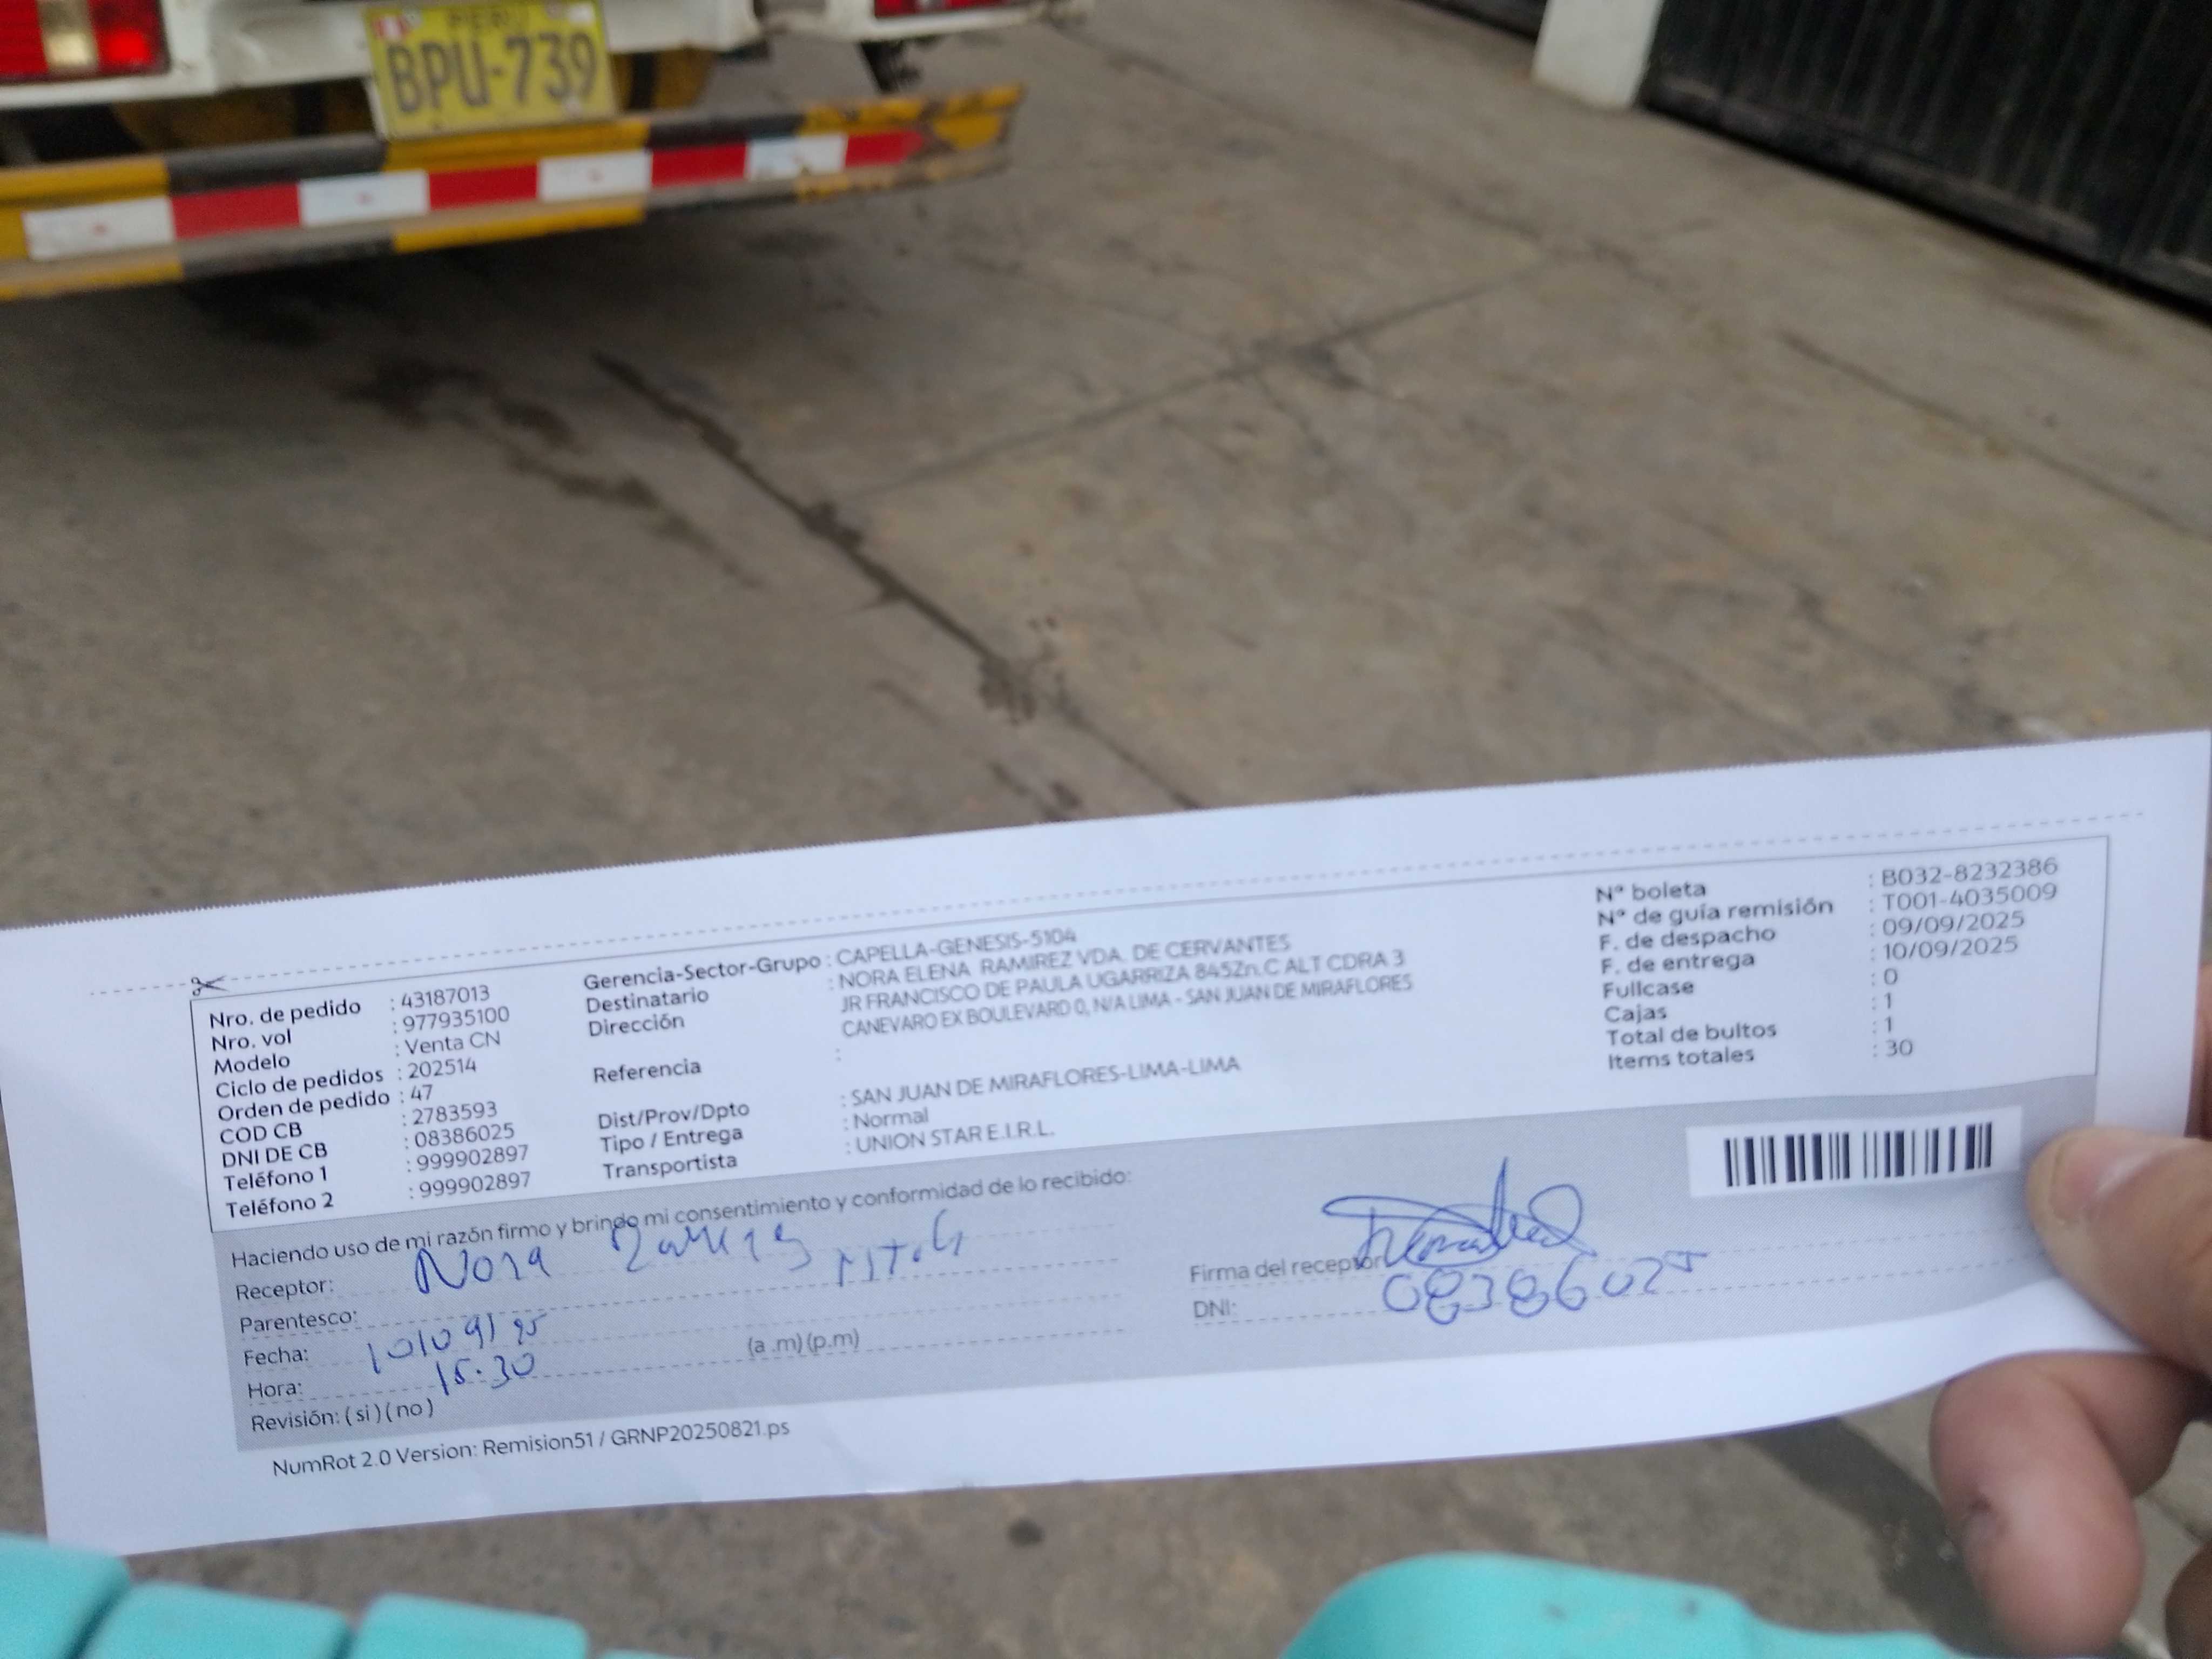 PERU
BPU-739
Nro. de pedido : 43187013
Nro. vol : 977935100
Modelo : Venta CN
Ciclo de pedidos : 202514
Orden de pedido : 47
COD CB : 2783593
DNI DE CB : 08386025
Teléfono 1 : 999902897
Teléfono 2 : 999902897
Gerencia-Sector-Grupo : CAPELLA-GENESIS-5104
Destinatario : NORA ELENA RAMIREZ VDA. DE CERVANTES
Dirección : JR FRANCISCO DE PAULA UGARRIZA 845Zn.C ALT CDRA 3
CANEVARO EX BOULEVARD 0, N/A LIMA - SAN JUAN DE MIRAFLORES
Referencia :
Dist/Prov/Dpto : SAN JUAN DE MIRAFLORES-LIMA-LIMA
Tipo / Entrega : Normal
Transportista : UNION STAR E.I.R.L.
Nº boleta : B032-8232386
Nº de guía remisión : T001-4035009
F. de despacho : 09/09/2025
F. de entrega : 10/09/2025
Fullcase : 0
Cajas : 1
Total de bultos : 1
Items totales : 30
Haciendo uso de mi razón firmo y brindo mi consentimiento y conformidad de lo recibido:
Receptor: Nora
Parentesco:
Fecha: 10/09/25
Hora: 15:30 (a .m) (p.m)
Revisión: ( si ) ( no )
Firma del receptor
DNI: 08386025
NumRot 2.0 Version: Remision51 / GRNP20250821.ps